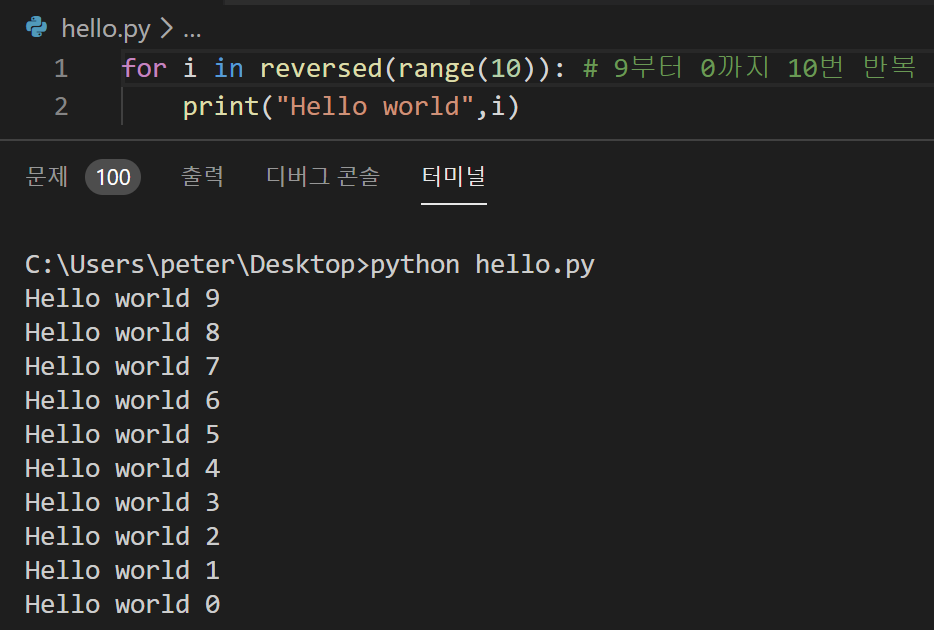 hello.py > ...
1 for i in reversed(range(10)): # 9부터 0까지 10번 반복
2 print("Hello world",i)
문제 100 출력 디버그 콘솔 터미널
C:\Users\peter\Desktop>python hello.py
Hello world 9
Hello world 8
Hello world 7
Hello world 6
Hello world 5
Hello world 4
Hello world 3
Hello world 2
Hello world 1
Hello world 0